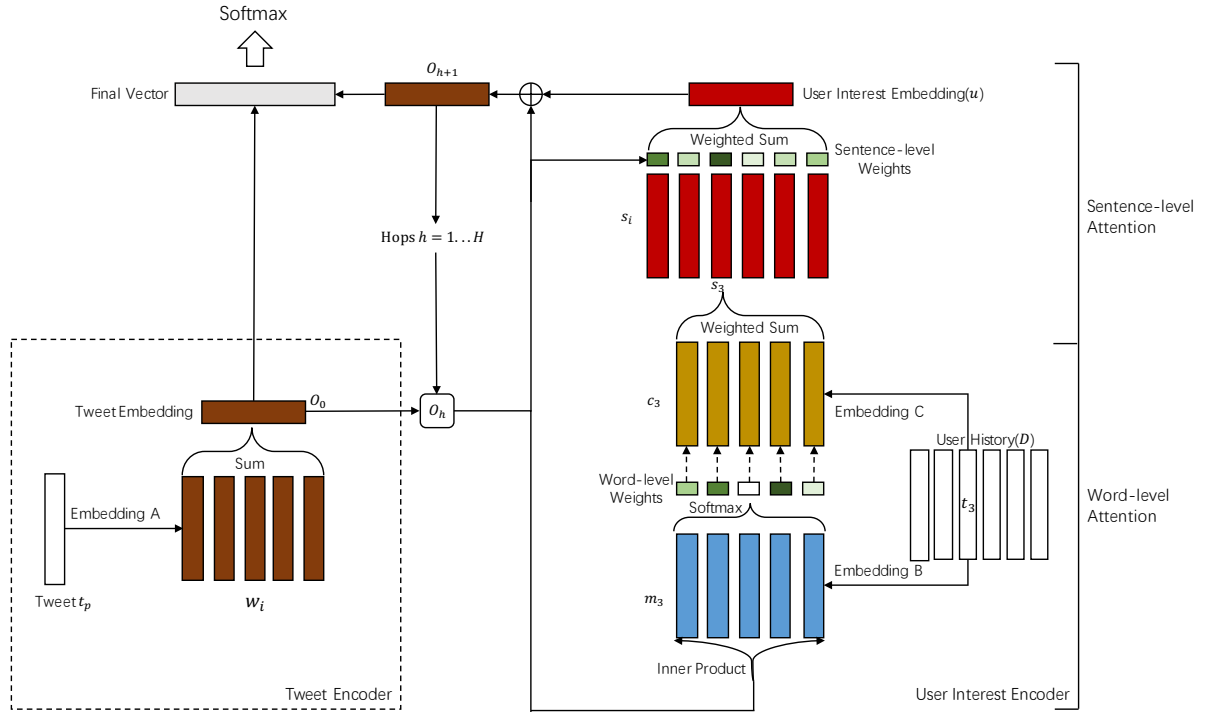 Softmax
Final Vector
O_{h+1}
User Interest Embedding(u)
Weighted Sum
Sentence-level
Weights
s_i
Sentence-level
Attention
Hops h = 1...H
s_3
Weighted Sum
Tweet Embedding
O_0
O_h
c_3
Embedding C
User History(D)
Sum
Word-level
Weights
Embedding A
Softmax
t_3
Word-level
Attention
Embedding B
Tweet t_p
w_i
m_3
Inner Product
Tweet Encoder
User Interest Encoder